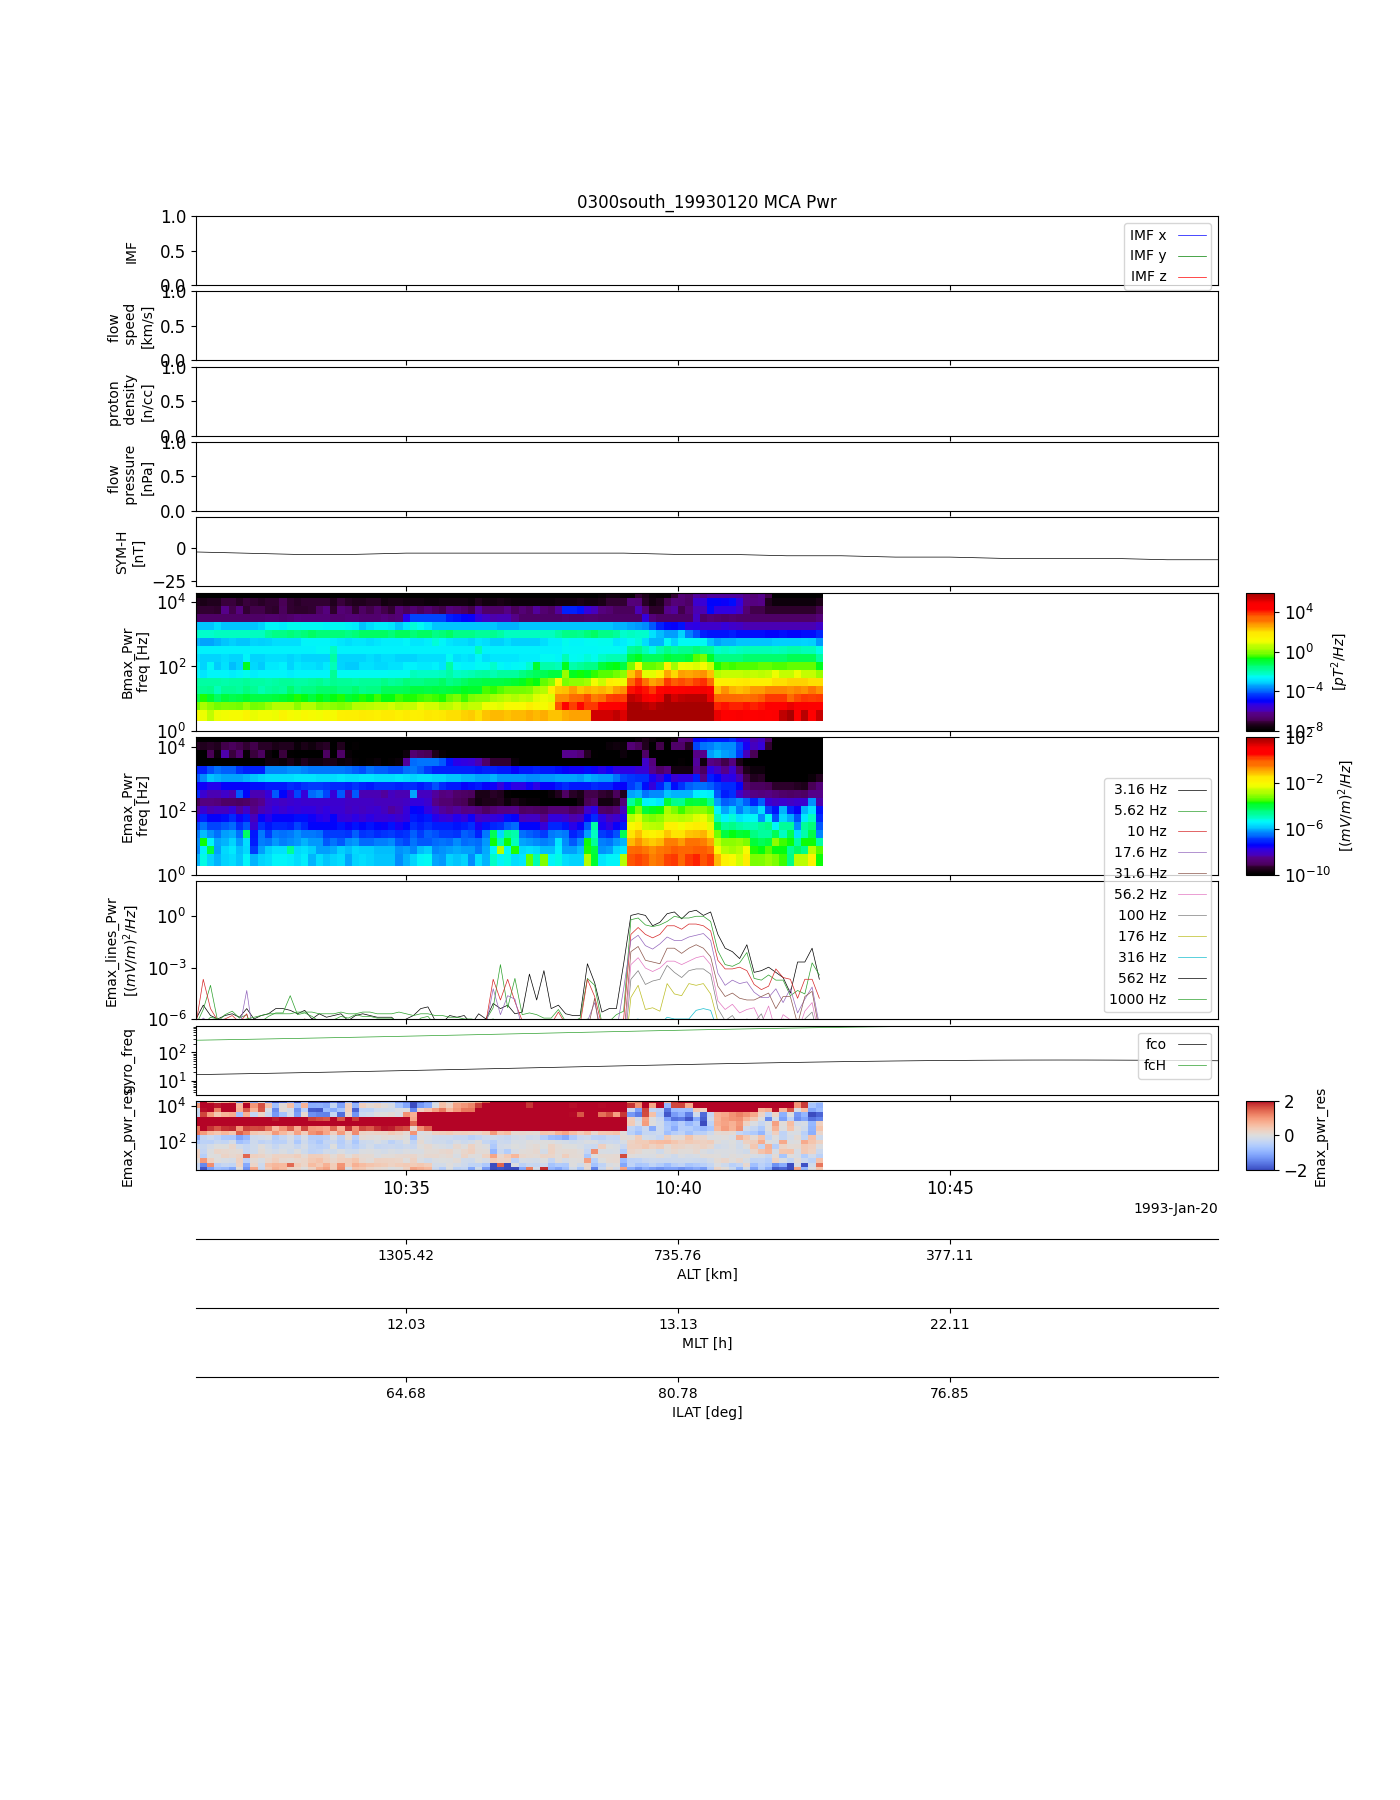 0300south_19930120 MCA Pwr
1.0
0.5
0.0
IMF
IMF x
IMF y
IMF z
1.0
0.5
0.0
flow
speed
[km/s]
1.0
0.5
0.0
proton
density
[n/cc]
1.0
0.5
0.0
flow
pressure
[nPa]
0
−25
SYM-H
[nT]
10^4
10^2
10^0
Bmax_Pwr
freq [Hz]
10^4
10^0
10^−4
10^−8
[pT^2/Hz]
10^4
10^2
10^0
Emax_Pwr
freq [Hz]
10^2
10^−2
10^−6
10^−10
[(mV/m)^2/Hz]
3.16 Hz
5.62 Hz
10 Hz
17.6 Hz
31.6 Hz
56.2 Hz
100 Hz
176 Hz
316 Hz
562 Hz
1000 Hz
10^0
10^−3
10^−6
Emax_lines_Pwr
[(mV/m)^2/Hz]
10^2
10^1
gyro_freq
fco
fcH
10^4
10^2
Emax_pwr_res
2
0
−2
Emax_pwr_res
10:35 10:40 10:45
1993-Jan-20
1305.42 735.76 377.11
ALT [km]
12.03 13.13 22.11
MLT [h]
64.68 80.78 76.85
ILAT [deg]